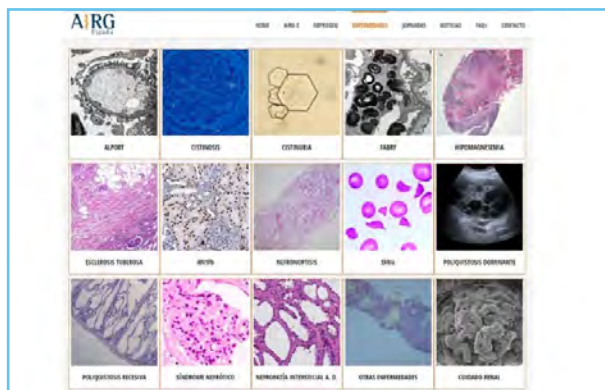 AIRG
España
HOME AIRG-E NEFROSEQ ENFERMEDADES JORNADAS NOTICIAS FAQs CONTACTO
ALPORT CISTINOSIS CISTINURIA FABRY HIPOMAGNESEMIA
ESCLEROSIS TUBEROSA NEFRONOPTISIS SHUa POLIQUISTOSIS DOMINANTE
POLIQUISTOSIS RECESIVA SÍNDROME NEFRÓTICO NEFROPATÍA INTERSTICIAL A. D. OTRAS ENFERMEDADES CUIDADO RENAL